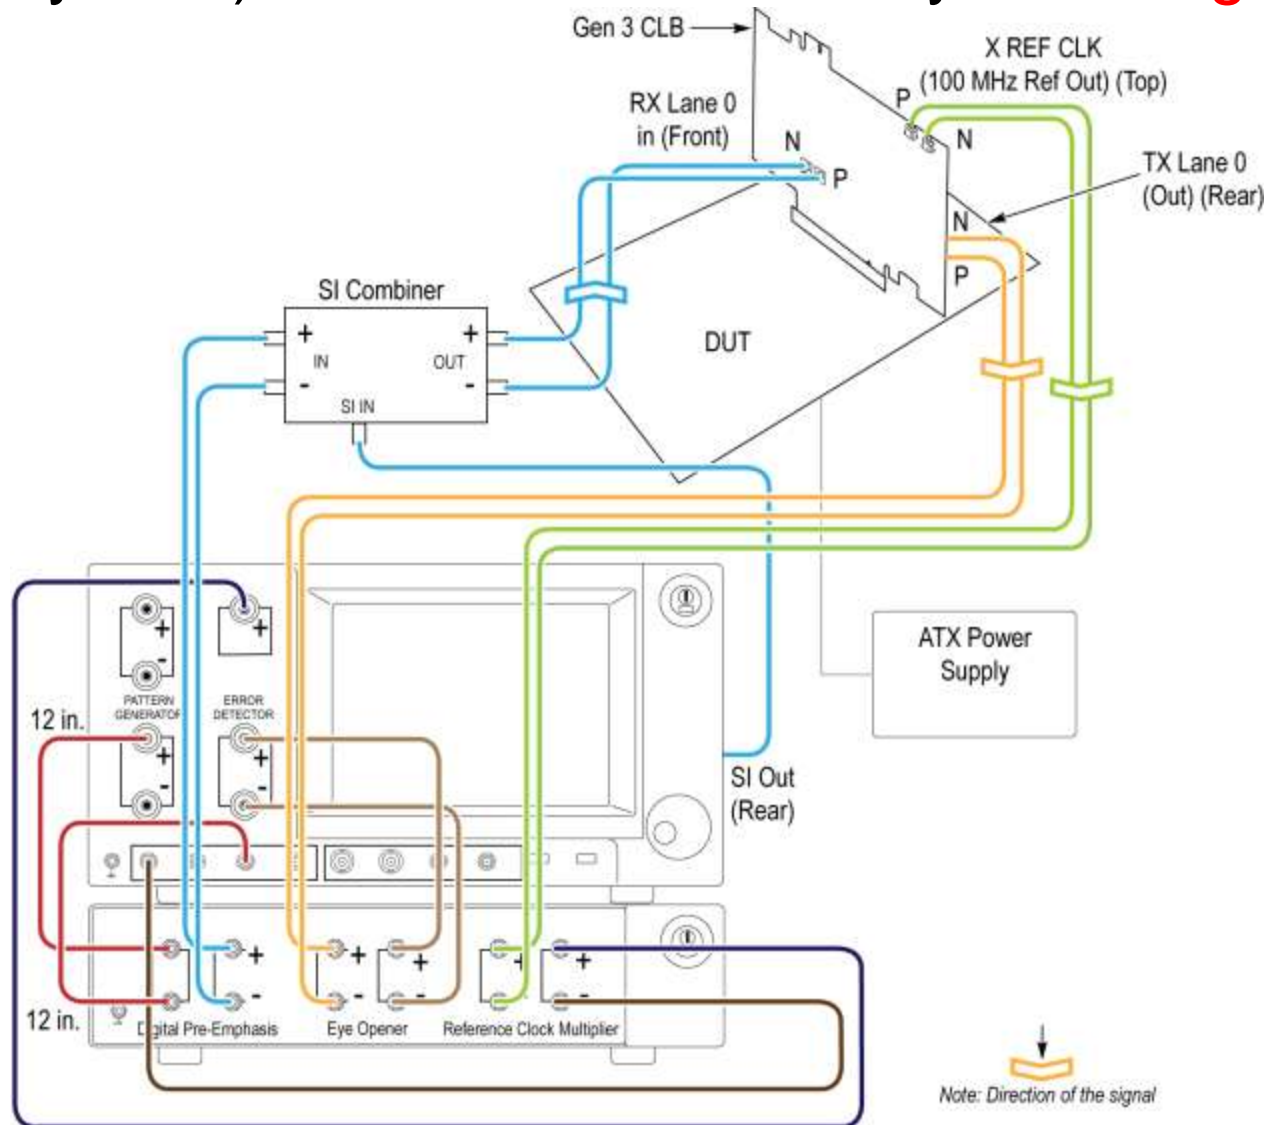 Gen 3 CLB
X REF CLK
(100 MHz Ref Out) (Top)
P
N
RX Lane 0
in (Front)
N
P
TX Lane 0
(Out) (Rear)
N
P
SI Combiner
+
+
IN
OUT
-
-
SI IN
DUT
ATX Power
Supply
+
-
+
PATTERN
GENERATOR
ERROR
DETECTOR
12 in.
+
-
+
-
SI Out
(Rear)
+
-
+
-
+
-
+
+
-
12 in.
Digital Pre-Emphasis
Eye Opener
Reference Clock Multiplier
Note: Direction of the signal